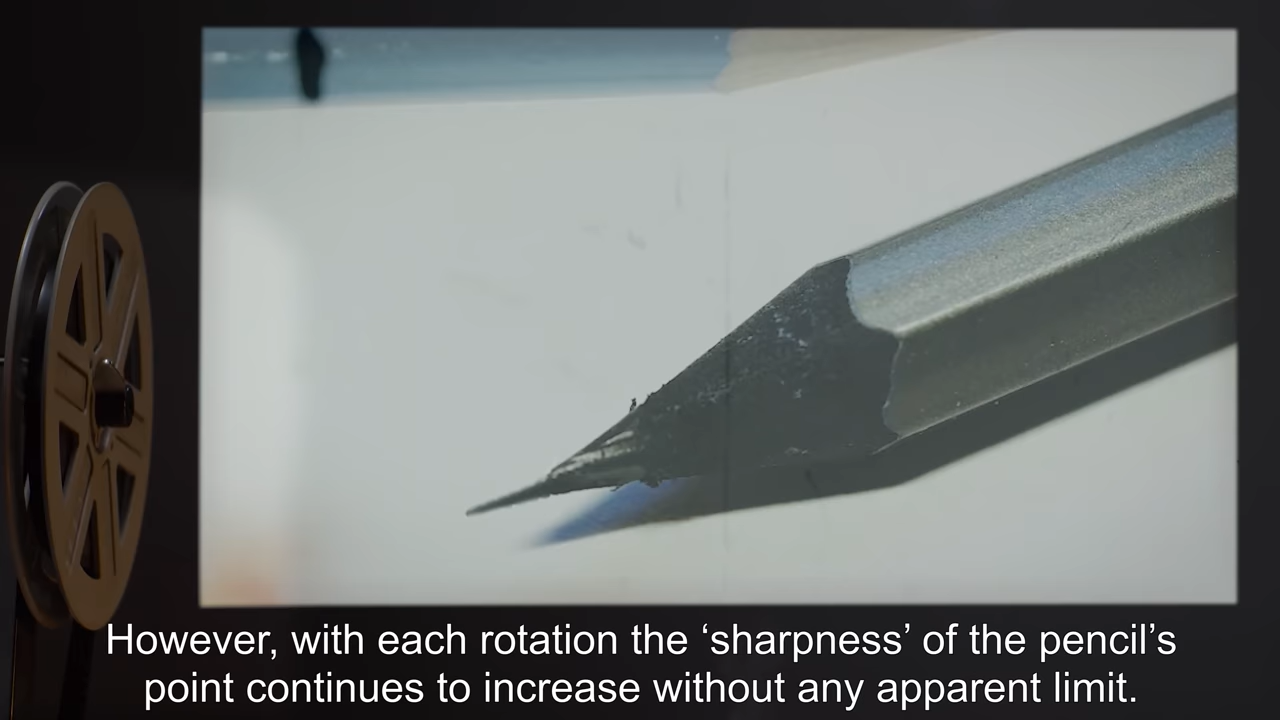 However, with each rotation the ‘sharpness’ of the pencil’s
point continues to increase without any apparent limit.